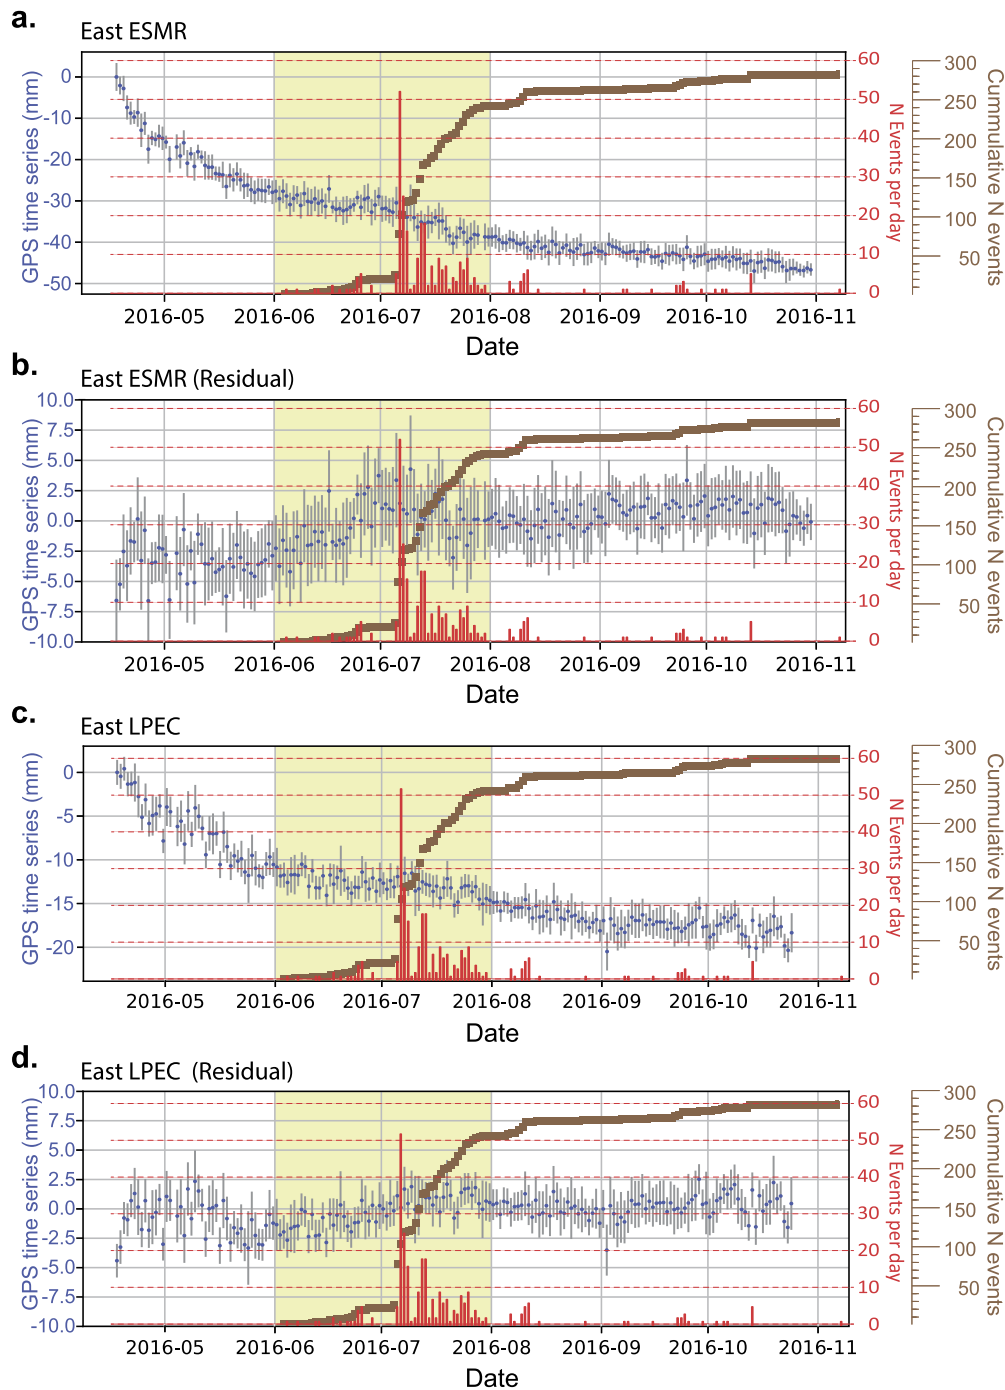 a.
East ESMR
GPS time series (mm)
0
-10
-20
-30
-40
-50
60
50
40
30
20
10
0
N Events per day
300
250
200
150
100
50
Cummulative N events
2016-05 2016-06 2016-07 2016-08 2016-09 2016-10 2016-11
Date
b.
East ESMR (Residual)
GPS time series (mm)
10.0
7.5
5.0
2.5
0.0
-2.5
-5.0
-7.5
-10.0
60
50
40
30
20
10
0
N Events per day
300
250
200
150
100
50
Cummulative N events
2016-05 2016-06 2016-07 2016-08 2016-09 2016-10 2016-11
Date
c.
East LPEC
GPS time series (mm)
0
-5
-10
-15
-20
60
50
40
30
20
10
0
N Events per day
300
250
200
150
100
50
Cummulative N events
2016-05 2016-06 2016-07 2016-08 2016-09 2016-10 2016-11
Date
d.
East LPEC (Residual)
GPS time series (mm)
10.0
7.5
5.0
2.5
0.0
-2.5
-5.0
-7.5
-10.0
60
50
40
30
20
10
0
N Events per day
300
250
200
150
100
50
Cummulative N events
2016-05 2016-06 2016-07 2016-08 2016-09 2016-10 2016-11
Date